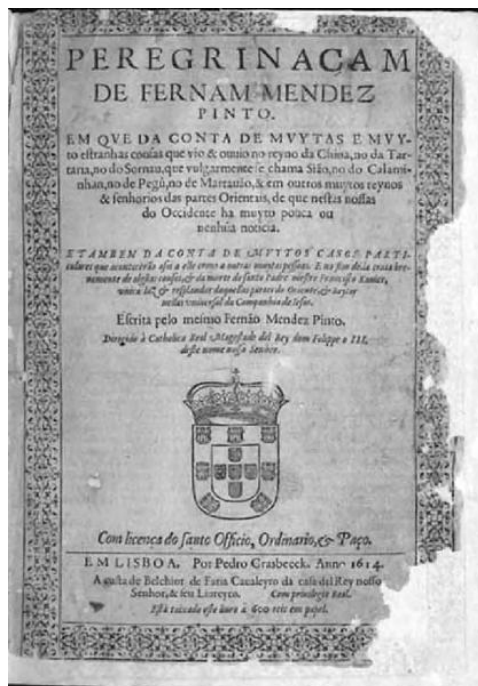 PEREGRINAÇAM
DE FERNAM MENDEZ
PINTO.
EM QVE DA CONTA DE MVYTAS E MVY-
to estranhas cousas que vio & ouuio no reyno da China, no da Tar-
taria, no do Sornau, que vulgarmente se chama Sião, no do Calami-
nhan, no de Pegù, no de Martauão, & em outros muytos reynos
& senhorios das partes Orientais, de que nestas nossas
do Occidente ha muyto pouca ou
nenhũa noticia.
E TAMBEM DA CONTA DE MVYTOS CASOS PARTI-
culares que acontecerão assi a elle como a outras muytas pessoas. E no fim della trata bre-
uemente de algũas cousas, & da morte do santo Padre mestre Francisco Xauier,
unica luz, & resplandor daquellas partes do Oriente, & Reytor
nellas vniuersal da Companhia de Iesus.
Escrita pelo mesmo Fernão Mendez Pinto.
Dirigido à Catholica Real Magestade del Rey dom Felippe o III.
deste nome nosso Senhor.
Com licença do santo Officio, Ordinario, & Paço.
EM LISBOA. Por Pedro Crasbeeck. Anno 1614.
A custa de Belchior de Faria Caualeyro da casa del Rey nosso
Senhor, & seu Liureyro. Com priuilegio Real.
Està taixado este liuro a 600 reis em papel.